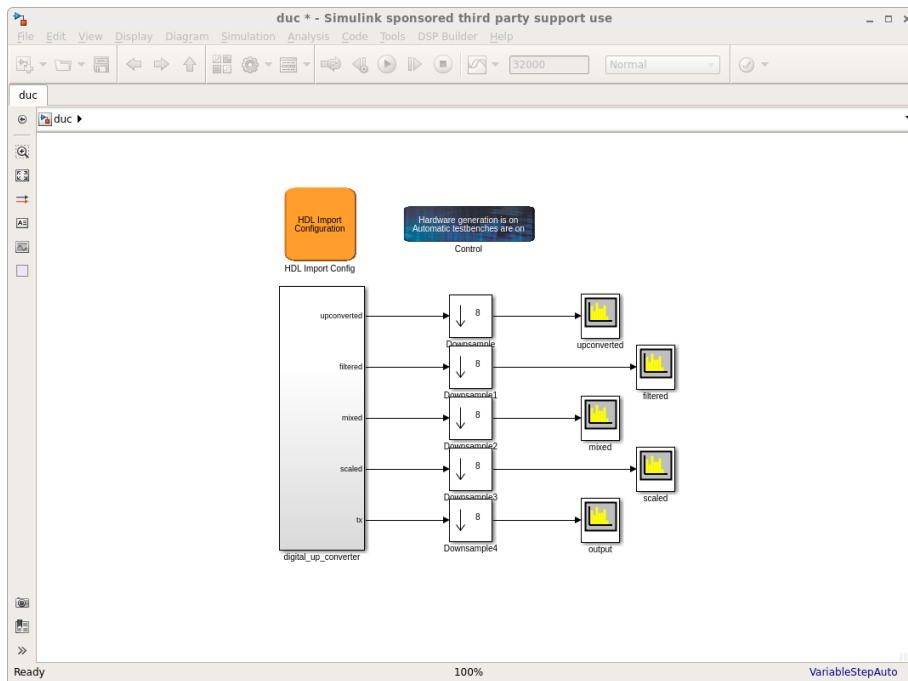 duc * - Simulink sponsored third party support use
File Edit View Display Diagram Simulation Analysis Code Tools DSP Builder Help
32000 Normal
duc
duc
HDL Import
Configuration
HDL Import Config
Hardware generation is on
Automatic testbenches are on
Control
upconverted
8
Downsample
upconverted
filtered
8
Downsample1
filtered
mixed
8
Downsample2
mixed
scaled
8
Downsample3
scaled
tx
8
Downsample4
output
digital_up_converter
Ready 100% VariableStepAuto